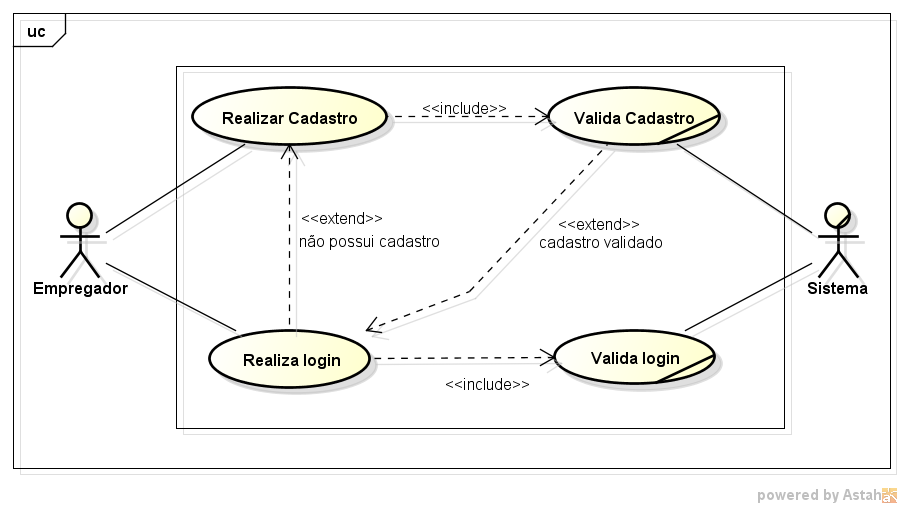 uc
Realizar Cadastro
<<include>>
Valida Cadastro
<<extend>>
não possui cadastro
<<extend>>
cadastro validado
Empregador
Sistema
Realiza login
<<include>>
Valida login
powered by Astah